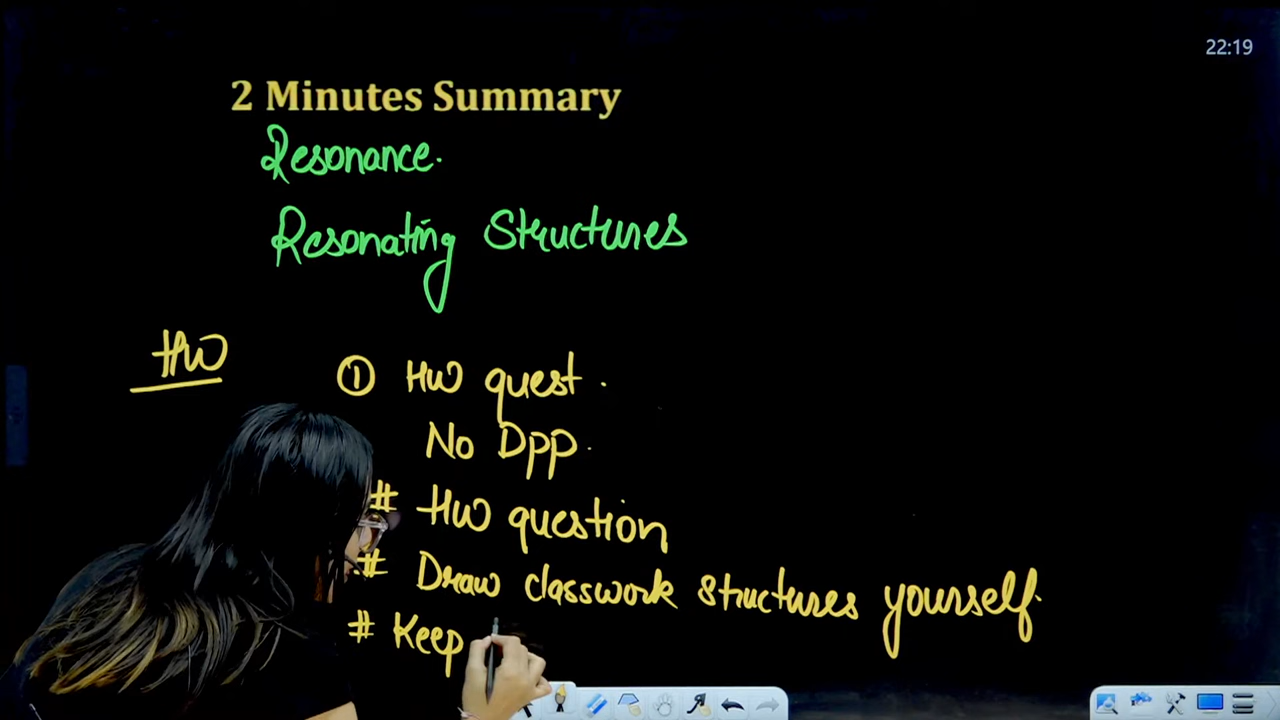 22:19
2 Minutes Summary
Resonance.
Resonating Structures
HW
① HW quest.
No Dpp.
# HW question
# Draw classwork structures yourself.
# Keep